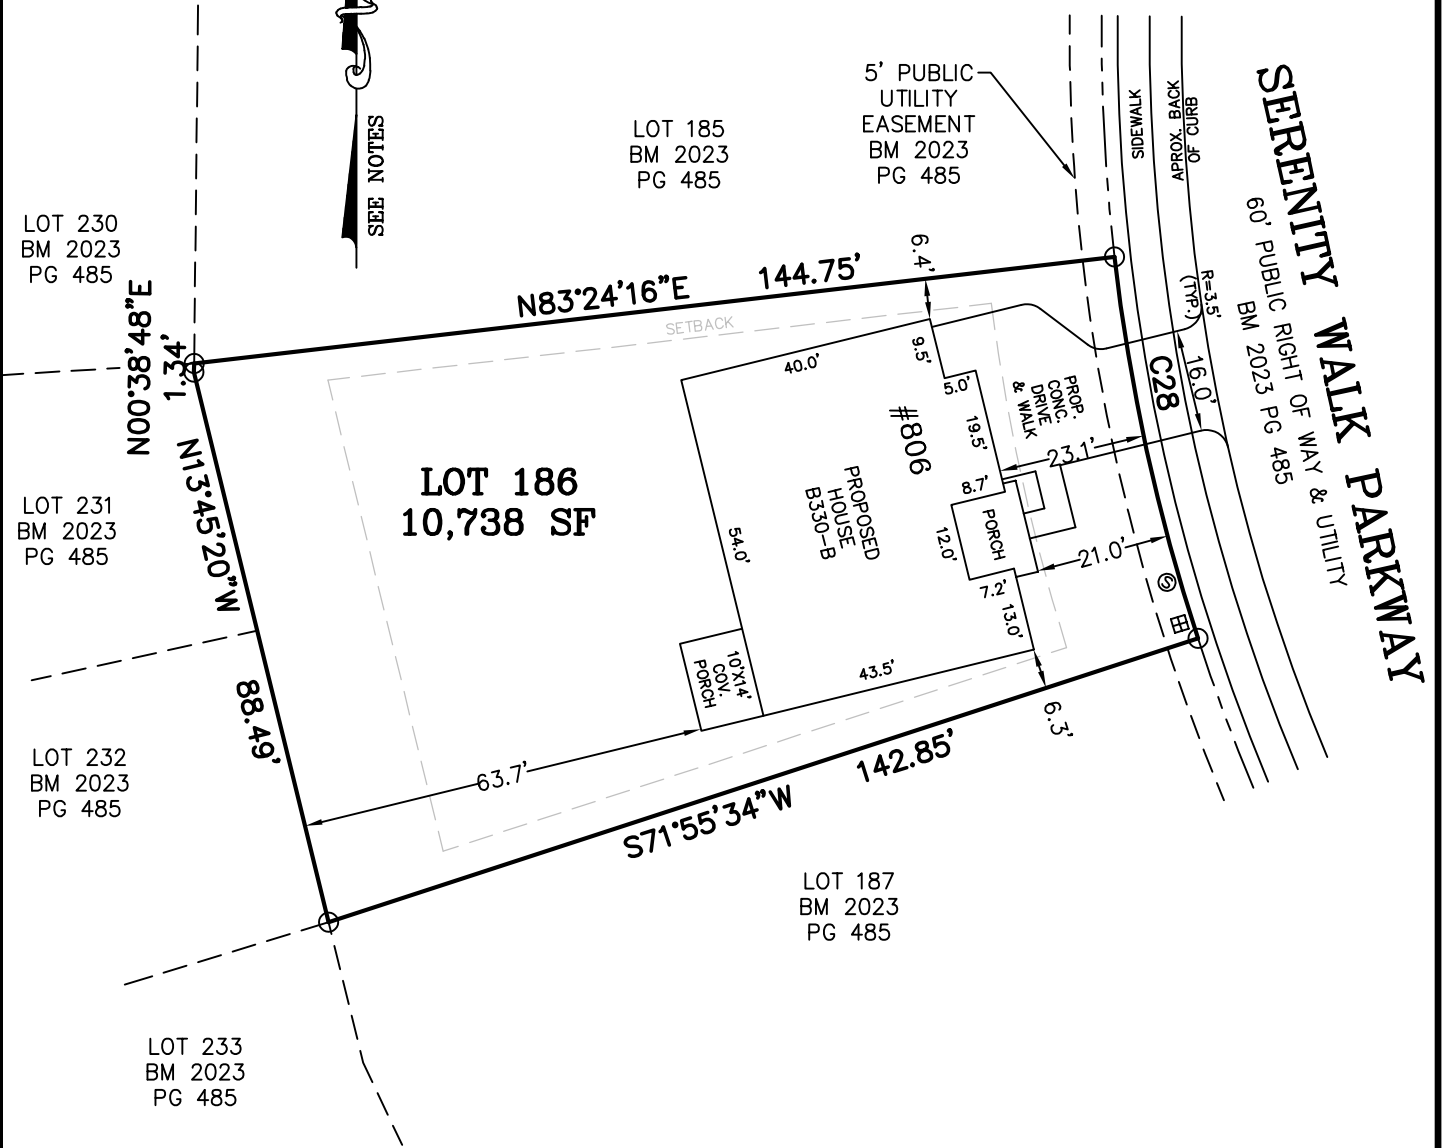 SERENITY WALK PARKWAY
60' PUBLIC RIGHT OF WAY & UTILITY
BM 2023 PG 485
5' PUBLIC
UTILITY
EASEMENT
BM 2023
PG 485
SIDEWALK
APROX. BACK
OF CURB
R=3.5'
(TYP.)
SEE NOTES
LOT 185
BM 2023
PG 485
LOT 230
BM 2023
PG 485
N00°38'48"E
1.34'
N83°24'16"E 144.75'
6.4'
SETBACK
40.0'
9.5'
5.0'
PROP.
CONC.
DRIVE
& WALK
C28
16.0'
23.1'
19.5'
#806
8.7'
PORCH
12.0'
7.2'
21.0'
13.0'
S
PROPOSED
HOUSE
B330-B
54.0'
LOT 186
10,738 SF
LOT 231
BM 2023
PG 485
N13°45'20"W
88.49'
10'X14'
COV.
PORCH
43.5'
6.3'
63.7'
S71°55'34"W 142.85'
LOT 232
BM 2023
PG 485
LOT 187
BM 2023
PG 485
LOT 233
BM 2023
PG 485